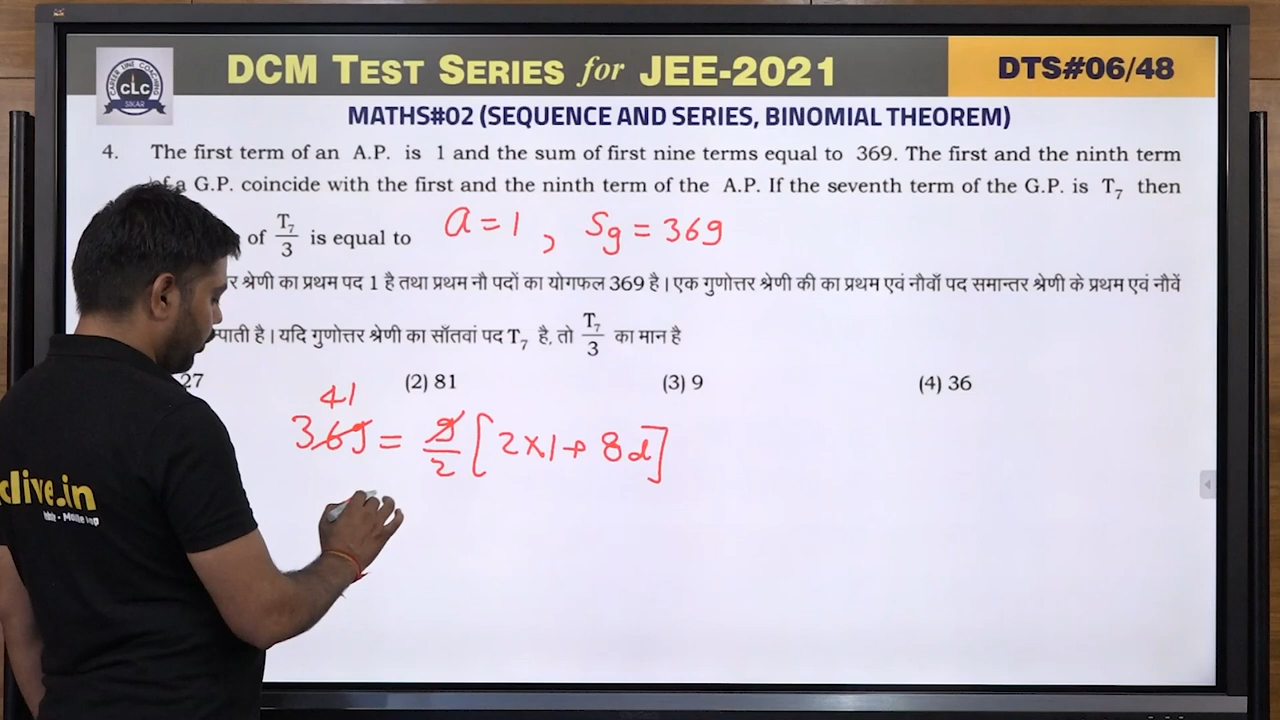 DCM TEST SERIES for JEE-2021
DTS#06/48
CAREER LINE COACHING
CLC
SIKAR
MATHS#02 (SEQUENCE AND SERIES, BINOMIAL THEOREM)
4. The first term of an A.P. is 1 and the sum of first nine terms equal to 369. The first and the ninth term
of a G.P. coincide with the first and the ninth term of the A.P. If the seventh term of the G.P. is T₇ then
of T₇/3 is equal to a = 1, S₉ = 369
श्रेणी का प्रथम पद 1 है तथा प्रथम नौ पदों का योगफल 369 है। एक गुणोत्तर श्रेणी की का प्रथम एवं नौवाँ पद समान्तर श्रेणी के प्रथम एवं नौवें
है। यदि गुणोत्तर श्रेणी का सॉतवां पद T₇ है, तो T₇/3 का मान है
27 (2) 81 (3) 9 (4) 36
41
369 = 9/2 [2×1+8d]
dive.in